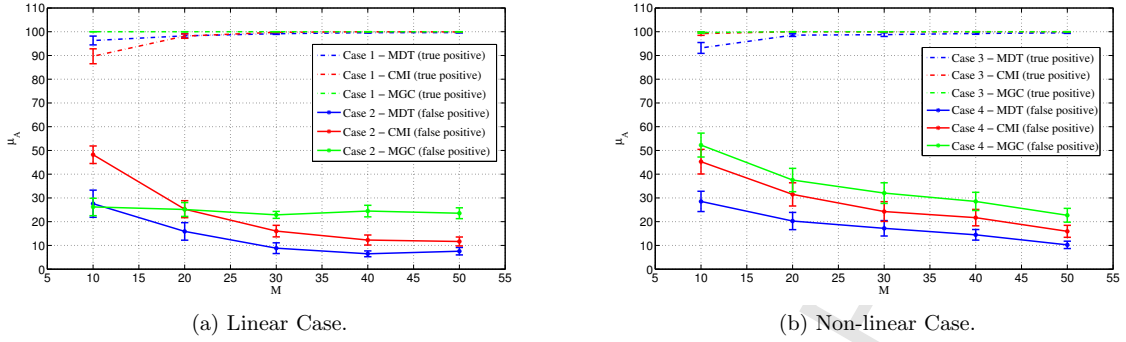 110
100
90
80
70
60
50
40
30
20
10
0
μA
5 10 15 20 25 30 35 40 45 50 55
M
Case 1 − MDT (true positive)
Case 1 − CMI (true positive)
Case 1 − MGC (true positive)
Case 2 − MDT (false positive)
Case 2 − CMI (false positive)
Case 2 − MGC (false positive)
(a) Linear Case.
110
100
90
80
70
60
50
40
30
20
10
0
μA
5 10 15 20 25 30 35 40 45 50 55
M
Case 3 − MDT (true positive)
Case 3 − CMI (true positive)
Case 3 − MGC (true positive)
Case 4 − MDT (false positive)
Case 4 − CMI (false positive)
Case 4 − MGC (false positive)
(b) Non-linear Case.